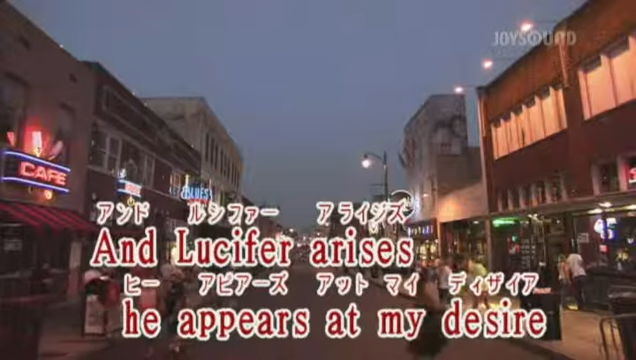 JOYSOUND
CAFE
BLUES
アンド ルシファー アライジズ
And Lucifer arises
ヒー アピアーズ アット マイ ディザイア
he appears at my desire